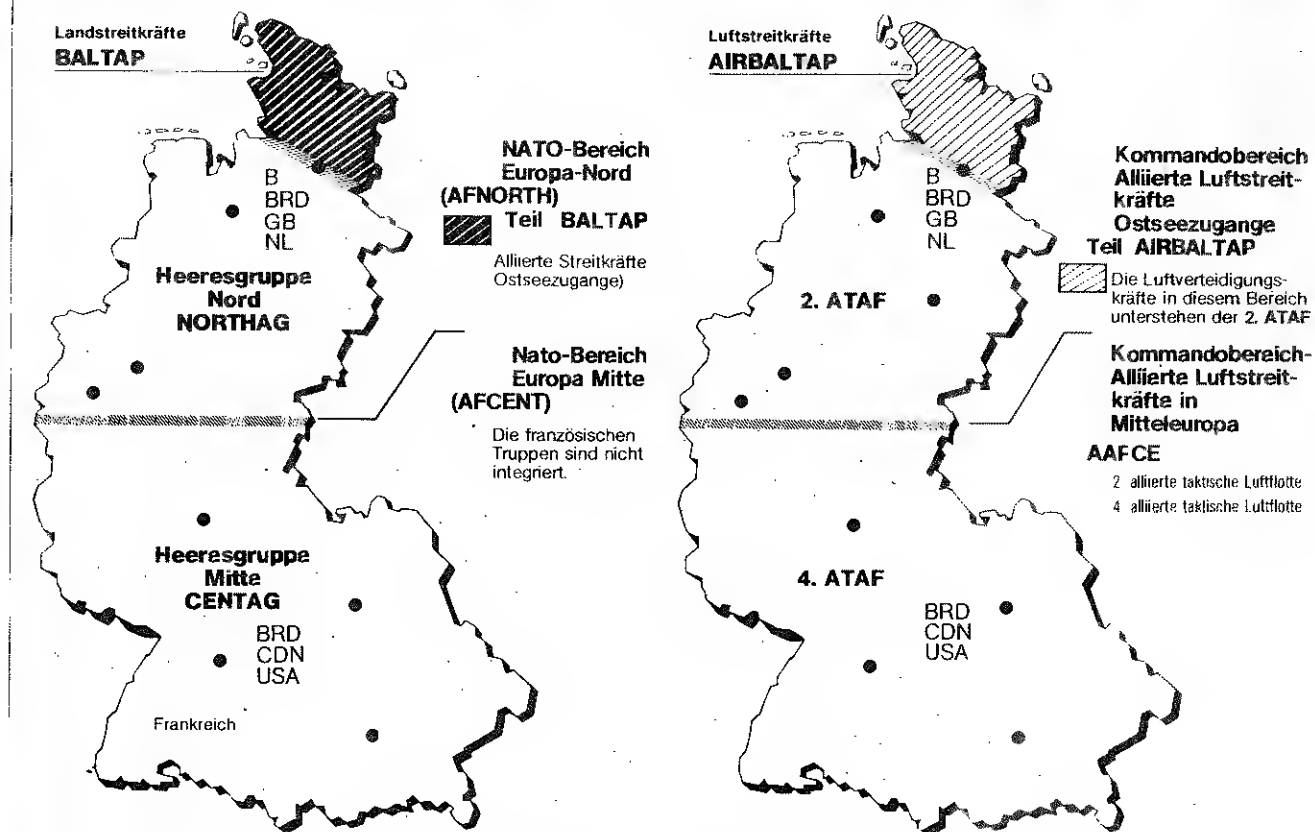 Landstreitkräfte
BALTAP
NATO-Bereich
Europa-Nord
(AFNORTH)
Teil BALTAP
Alliierte Streitkräfte
Ostseezugange)
B
BRD
GB
NL
Heeresgruppe
Nord
NORTHAG
Nato-Bereich
Europa Mitte
(AFCENT)
Die französischen
Truppen sind nicht
integriert.
Heeresgruppe
Mitte
CENTAG
BRD
CDN
USA
Frankreich
Luftstreitkräfte
AIRBALTAP
Kommandobereich
Alliierte Luftstreit-
kräfte
Ostseezugange
Teil AIRBALTAP
Die Luftverteidigungs-
kräfte in diesem Bereich
unterstehen der 2. ATAF
B
BRD
GB
NL
2. ATAF
Kommandobereich-
Alliierte Luftstreit-
kräfte in
Mitteleuropa
AAFCE
2 alliierte taktische Luftflotte
4 alliierte taktische Luftflotte
4. ATAF
BRD
CDN
USA